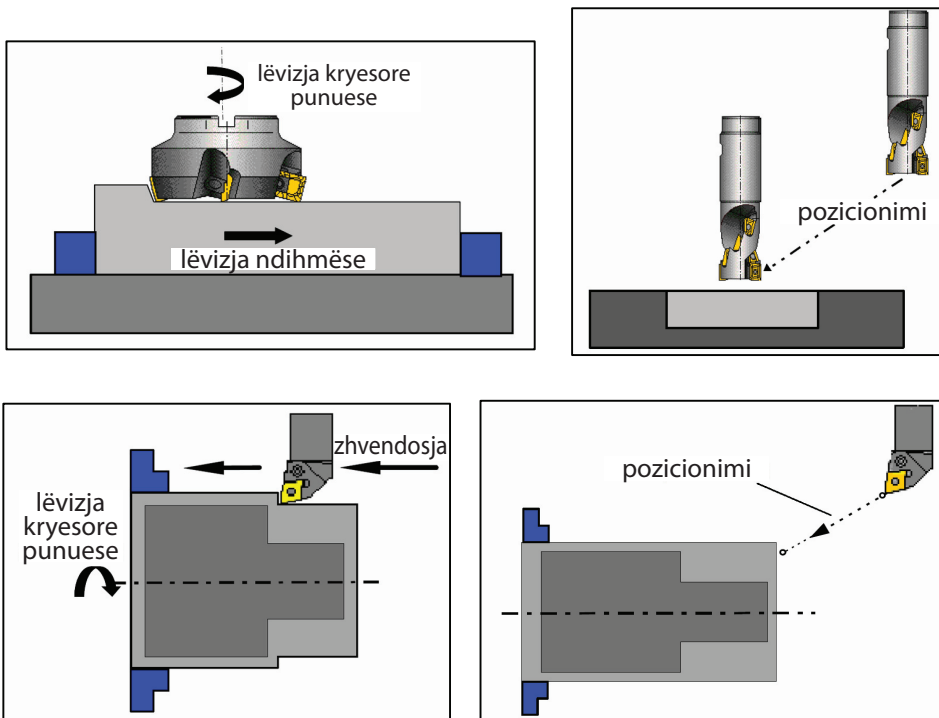 lëvizja kryesore
punuese
lëvizja ndihmëse
pozicionimi
zhvendosja
lëvizja
kryesore
punuese
pozicionimi